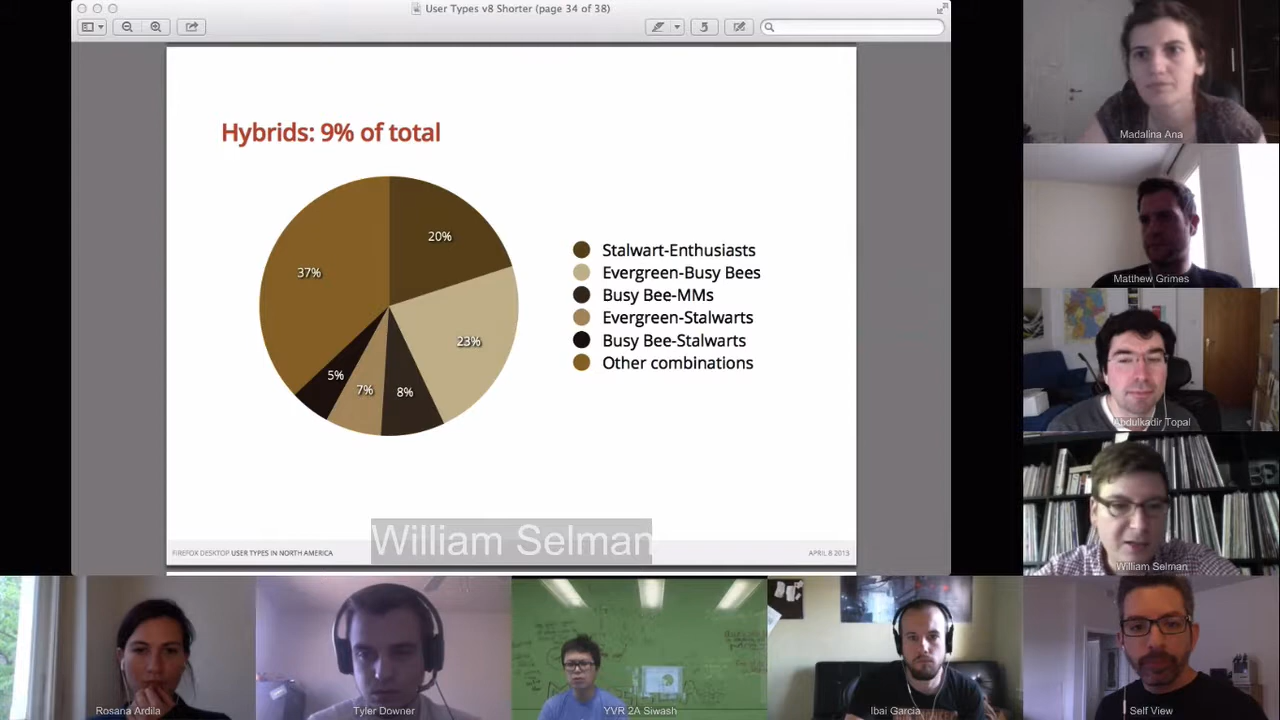 User Types v8 Shorter (page 34 of 38)
Hybrids: 9% of total
20%
37%
23%
5%
7%
8%
Stalwart-Enthusiasts
Evergreen-Busy Bees
Busy Bee-MMs
Evergreen-Stalwarts
Busy Bee-Stalwarts
Other combinations
William Selman
FIREFOX DESKTOP USER TYPES IN NORTH AMERICA
APRIL 8 2013
Madalina Ana
Matthew Grimes
Abdulkadir Topal
William Selman
Rosana Ardila
Tyler Downer
YVR 2A Siwash
Ibai Garcia
Self View